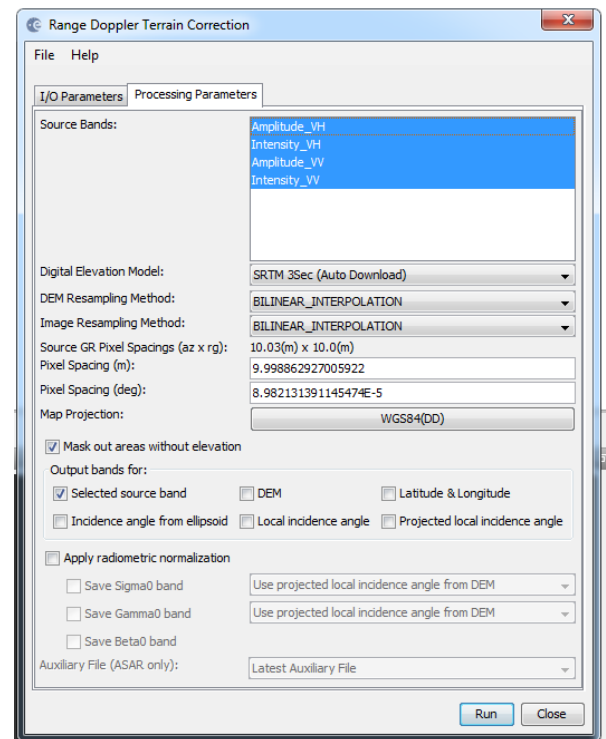 Range Doppler Terrain Correction
File Help
I/O Parameters Processing Parameters
Source Bands: Amplitude_VH
Intensity_VH
Amplitude_VV
Intensity_VV
Digital Elevation Model: SRTM 3Sec (Auto Download)
DEM Resampling Method: BILINEAR_INTERPOLATION
Image Resampling Method: BILINEAR_INTERPOLATION
Source GR Pixel Spacings (az x rg): 10.03(m) x 10.0(m)
Pixel Spacing (m): 9.998862927005922
Pixel Spacing (deg): 8.982131391145474E-5
Map Projection: WGS84(DD)
Mask out areas without elevation
Output bands for:
Selected source band DEM Latitude & Longitude
Incidence angle from ellipsoid Local incidence angle Projected local incidence angle
Apply radiometric normalization
Save Sigma0 band Use projected local incidence angle from DEM
Save Gamma0 band Use projected local incidence angle from DEM
Save Beta0 band
Auxiliary File (ASAR only): Latest Auxiliary File
Run Close